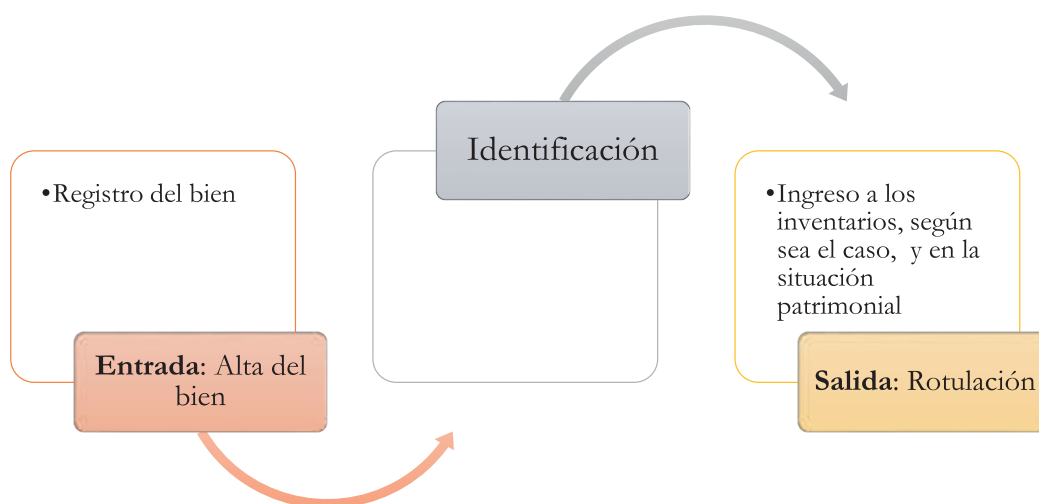 •Registro del bien
Entrada: Alta del
bien
Identificación
•Ingreso a los
inventarios, según
sea el caso,  y en la
situación
patrimonial
Salida: Rotulación